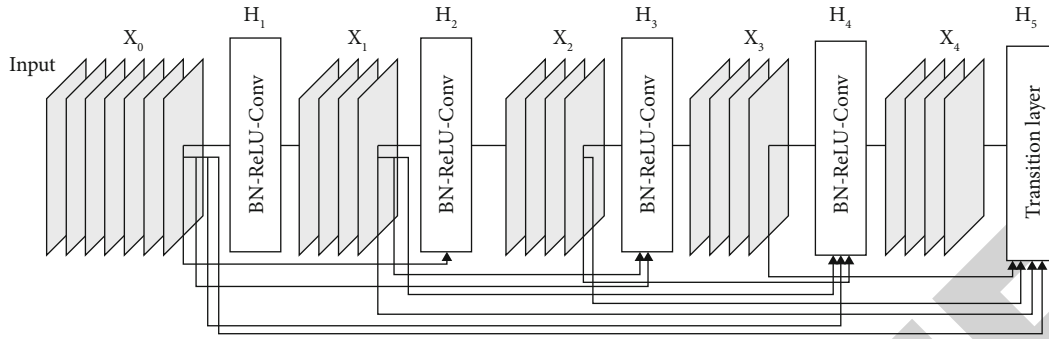 H₁ H₂ H₃ H₄ H₅
X₀ X₁ X₂ X₃ X₄
Input
BN-ReLU-Conv
BN-ReLU-Conv
BN-ReLU-Conv
BN-ReLU-Conv
Transition layer